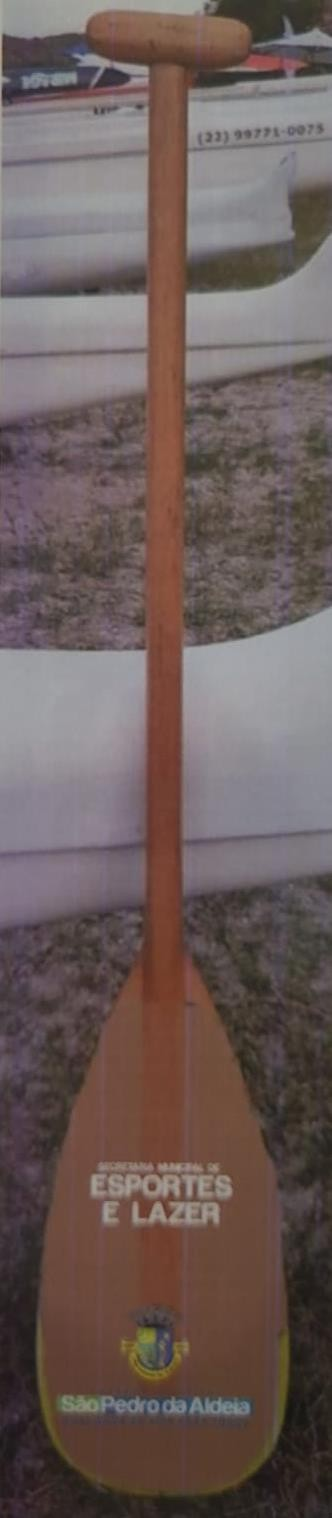 (22) 99771-0075
SECRETARIA MUNICIPAL DE
ESPORTES
E LAZER
São Pedro da Aldeia